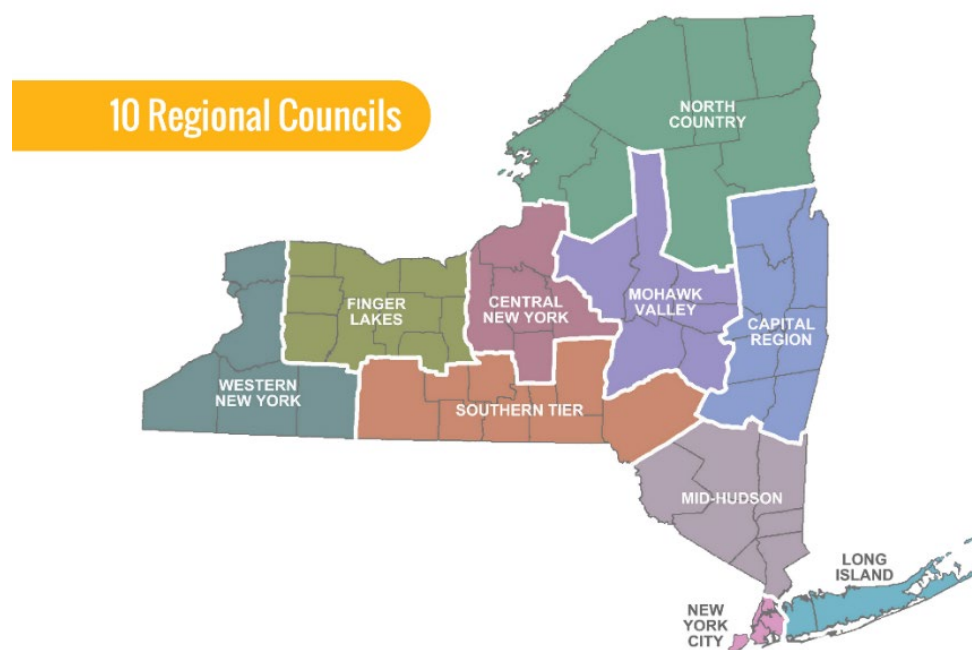 10 Regional Councils
NORTH
COUNTRY
FINGER
LAKES
CENTRAL
NEW YORK
MOHAWK
VALLEY
CAPITAL
REGION
WESTERN
NEW YORK
SOUTHERN TIER
MID-HUDSON
LONG
ISLAND
NEW
YORK
CITY